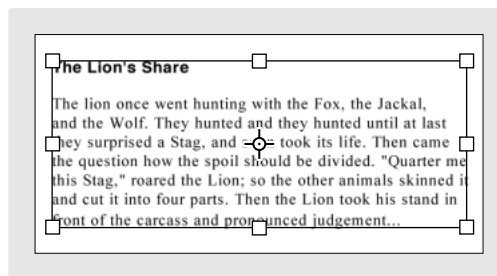 The Lion's Share
The lion once went hunting with the Fox, the Jackal,
and the Wolf. They hunted and they hunted until at last
they surprised a Stag, and took its life. Then came
the question how the spoil should be divided. "Quarter me
this Stag," roared the Lion; so the other animals skinned it
and cut it into four parts. Then the Lion took his stand in
front of the carcass and pronounced judgement...